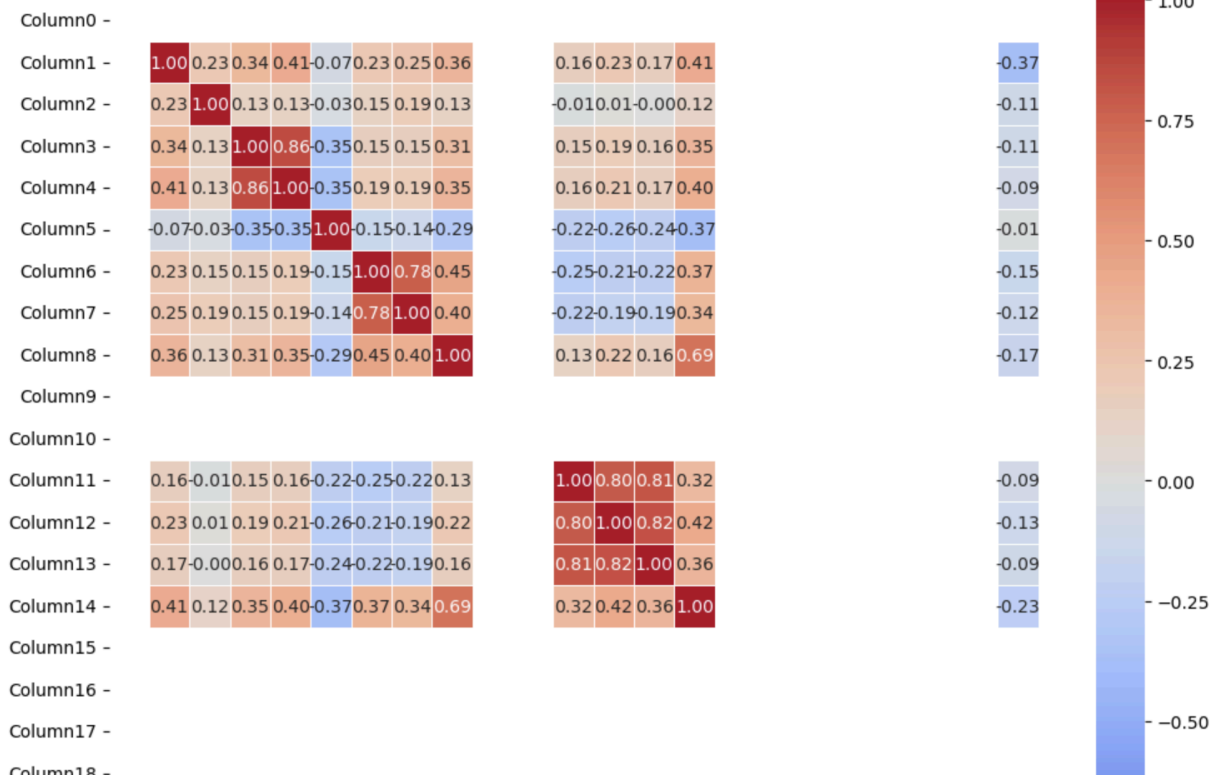 Column0
1.00
Column1 1.00 0.23 0.34 0.41 -0.07 0.23 0.25 0.36 0.16 0.23 0.17 0.41 -0.37
Column2 0.23 1.00 0.13 0.13 -0.03 0.15 0.19 0.13 -0.01 0.01 -0.00 0.12 -0.11
0.75
Column3 0.34 0.13 1.00 0.86 -0.35 0.15 0.15 0.31 0.15 0.19 0.16 0.35 -0.11
Column4 0.41 0.13 0.86 1.00 -0.35 0.19 0.19 0.35 0.16 0.21 0.17 0.40 -0.09
Column5 -0.07 -0.03 -0.35 -0.35 1.00 -0.15 -0.14 -0.29 -0.22 -0.26 -0.24 -0.37 -0.01
0.50
Column6 0.23 0.15 0.15 0.19 -0.15 1.00 0.78 0.45 -0.25 -0.21 -0.22 0.37 -0.15
Column7 0.25 0.19 0.15 0.19 -0.14 0.78 1.00 0.40 -0.22 -0.19 -0.19 0.34 -0.12
Column8 0.36 0.13 0.31 0.35 -0.29 0.45 0.40 1.00 0.13 0.22 0.16 0.69 -0.17
0.25
Column9
Column10
Column11 0.16 -0.01 0.15 0.16 -0.22 -0.25 -0.22 0.13 1.00 0.80 0.81 0.32 -0.09
0.00
Column12 0.23 0.01 0.19 0.21 -0.26 -0.21 -0.19 0.22 0.80 1.00 0.82 0.42 -0.13
Column13 0.17 -0.00 0.16 0.17 -0.24 -0.22 -0.19 0.16 0.81 0.82 1.00 0.36 -0.09
Column14 0.41 0.12 0.35 0.40 -0.37 0.37 0.34 0.69 0.32 0.42 0.36 1.00 -0.23
−0.25
Column15
Column16
Column17
−0.50
Column18